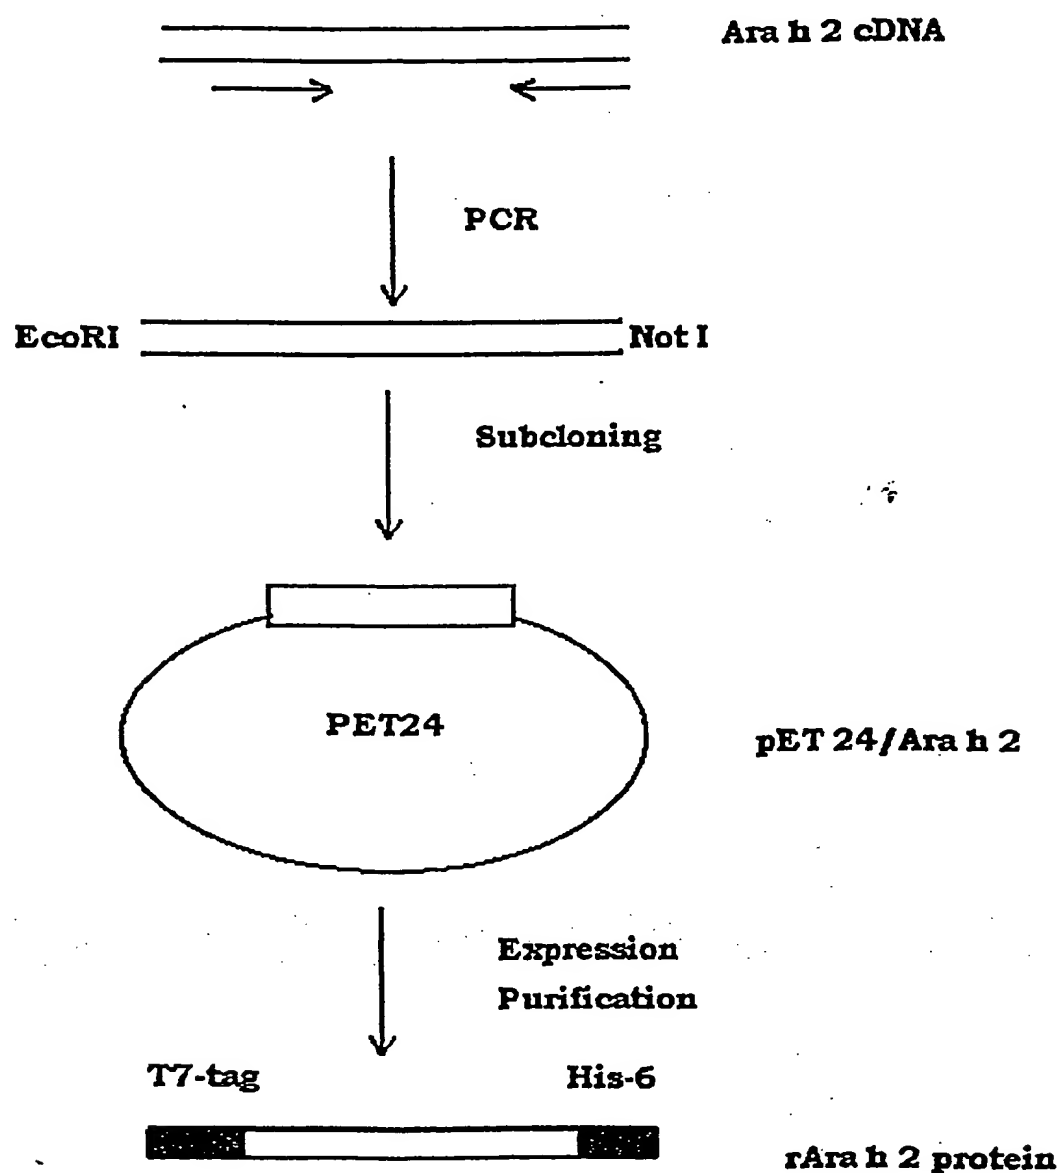 Ara h 2 cDNA
PCR
EcoRI
Not I
Subcloning
PET24
pET 24/Ara h 2
Expression
Purification
T7-tag
His-6
rAra h 2 protein